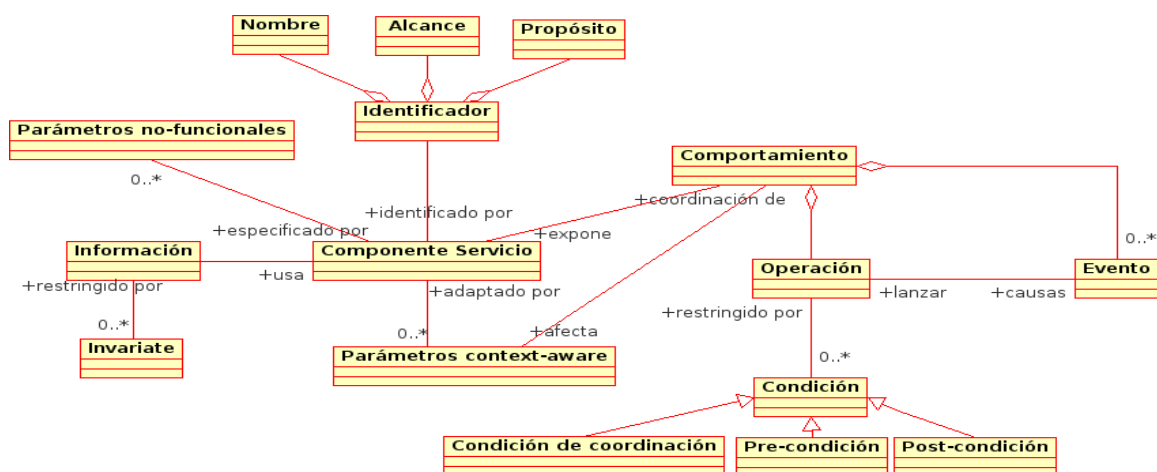 Nombre
Alcance
Propósito
Identificador
Parámetros no-funcionales
Comportamiento
0..*
+coordinación de
+identificado por
+especificado por
+expone
Información
Componente Servicio
0..*
Operación
Evento
+usa
+restringido por
+adaptado por
+lanzar
+causas
+restringido por
0..*
0..*
+afecta
Invariate
Parámetros context-aware
0..*
Condición
Condición de coordinación
Pre-condición
Post-condición